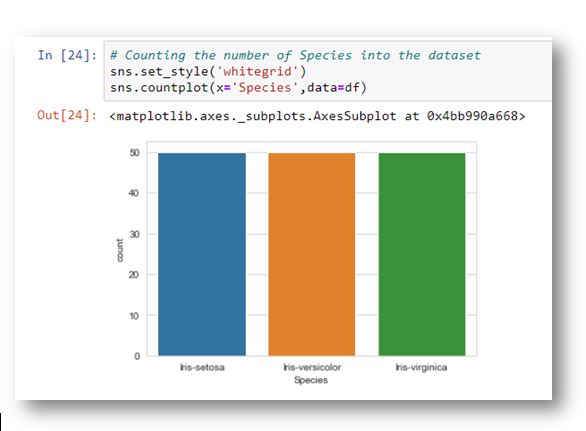 In [24]: # Counting the number of Species into the dataset
sns.set_style('whitegrid')
sns.countplot(x='Species',data=df)
Out[24]: <matplotlib.axes._subplots.AxesSubplot at 0x4bb990a668>
50
40
30
20
10
0
count
Iris-setosa Iris-versicolor Iris-virginica
Species